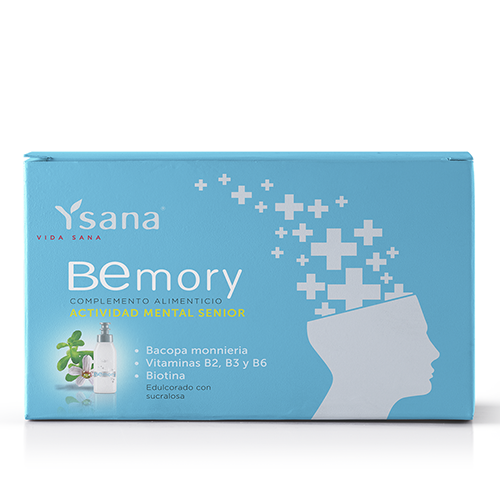 Ysana®
VIDA SANA
BEmory
COMPLEMENTO ALIMENTICIO
ACTIVIDAD MENTAL SENIOR
• Bacopa monnieria
• Vitaminas B2, B3 y B6
• Biotina
Edulcorado con
sucralosa